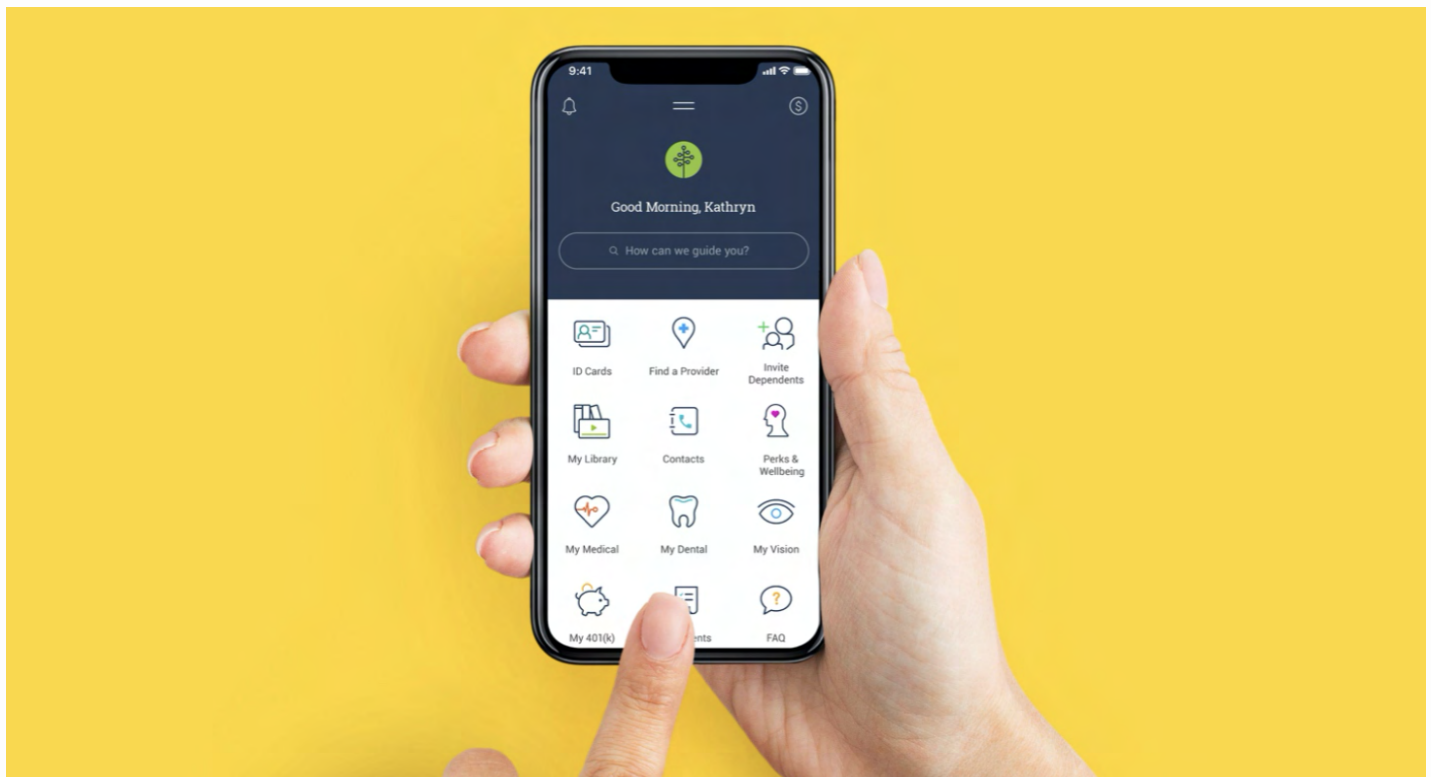 9:41
Good Morning, Kathryn
How can we guide you?
ID Cards
Find a Provider
Invite
Dependents
My Library
Contacts
Perks &
Wellbeing
My Medical
My Dental
My Vision
My 401(k)
FAQ